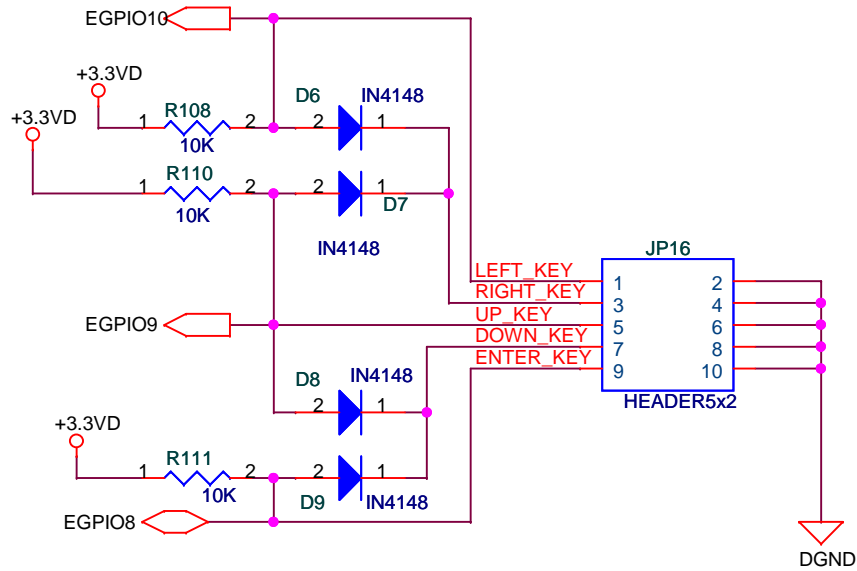 EGPIO10
+3.3VD
D6 IN4148
+3.3VD
R108
1 2 2 1
10K
R110
1 2 2 1
10K D7
IN4148
JP16
LEFT_KEY 1 2
RIGHT_KEY 3 4
EGPIO9 UP_KEY 5 6
DOWN_KEY 7 8
ENTER_KEY 9 10
D8 IN4148
HEADER5x2
2 1
+3.3VD
R111
1 2 2 1
10K D9 IN4148
EGPIO8
DGND